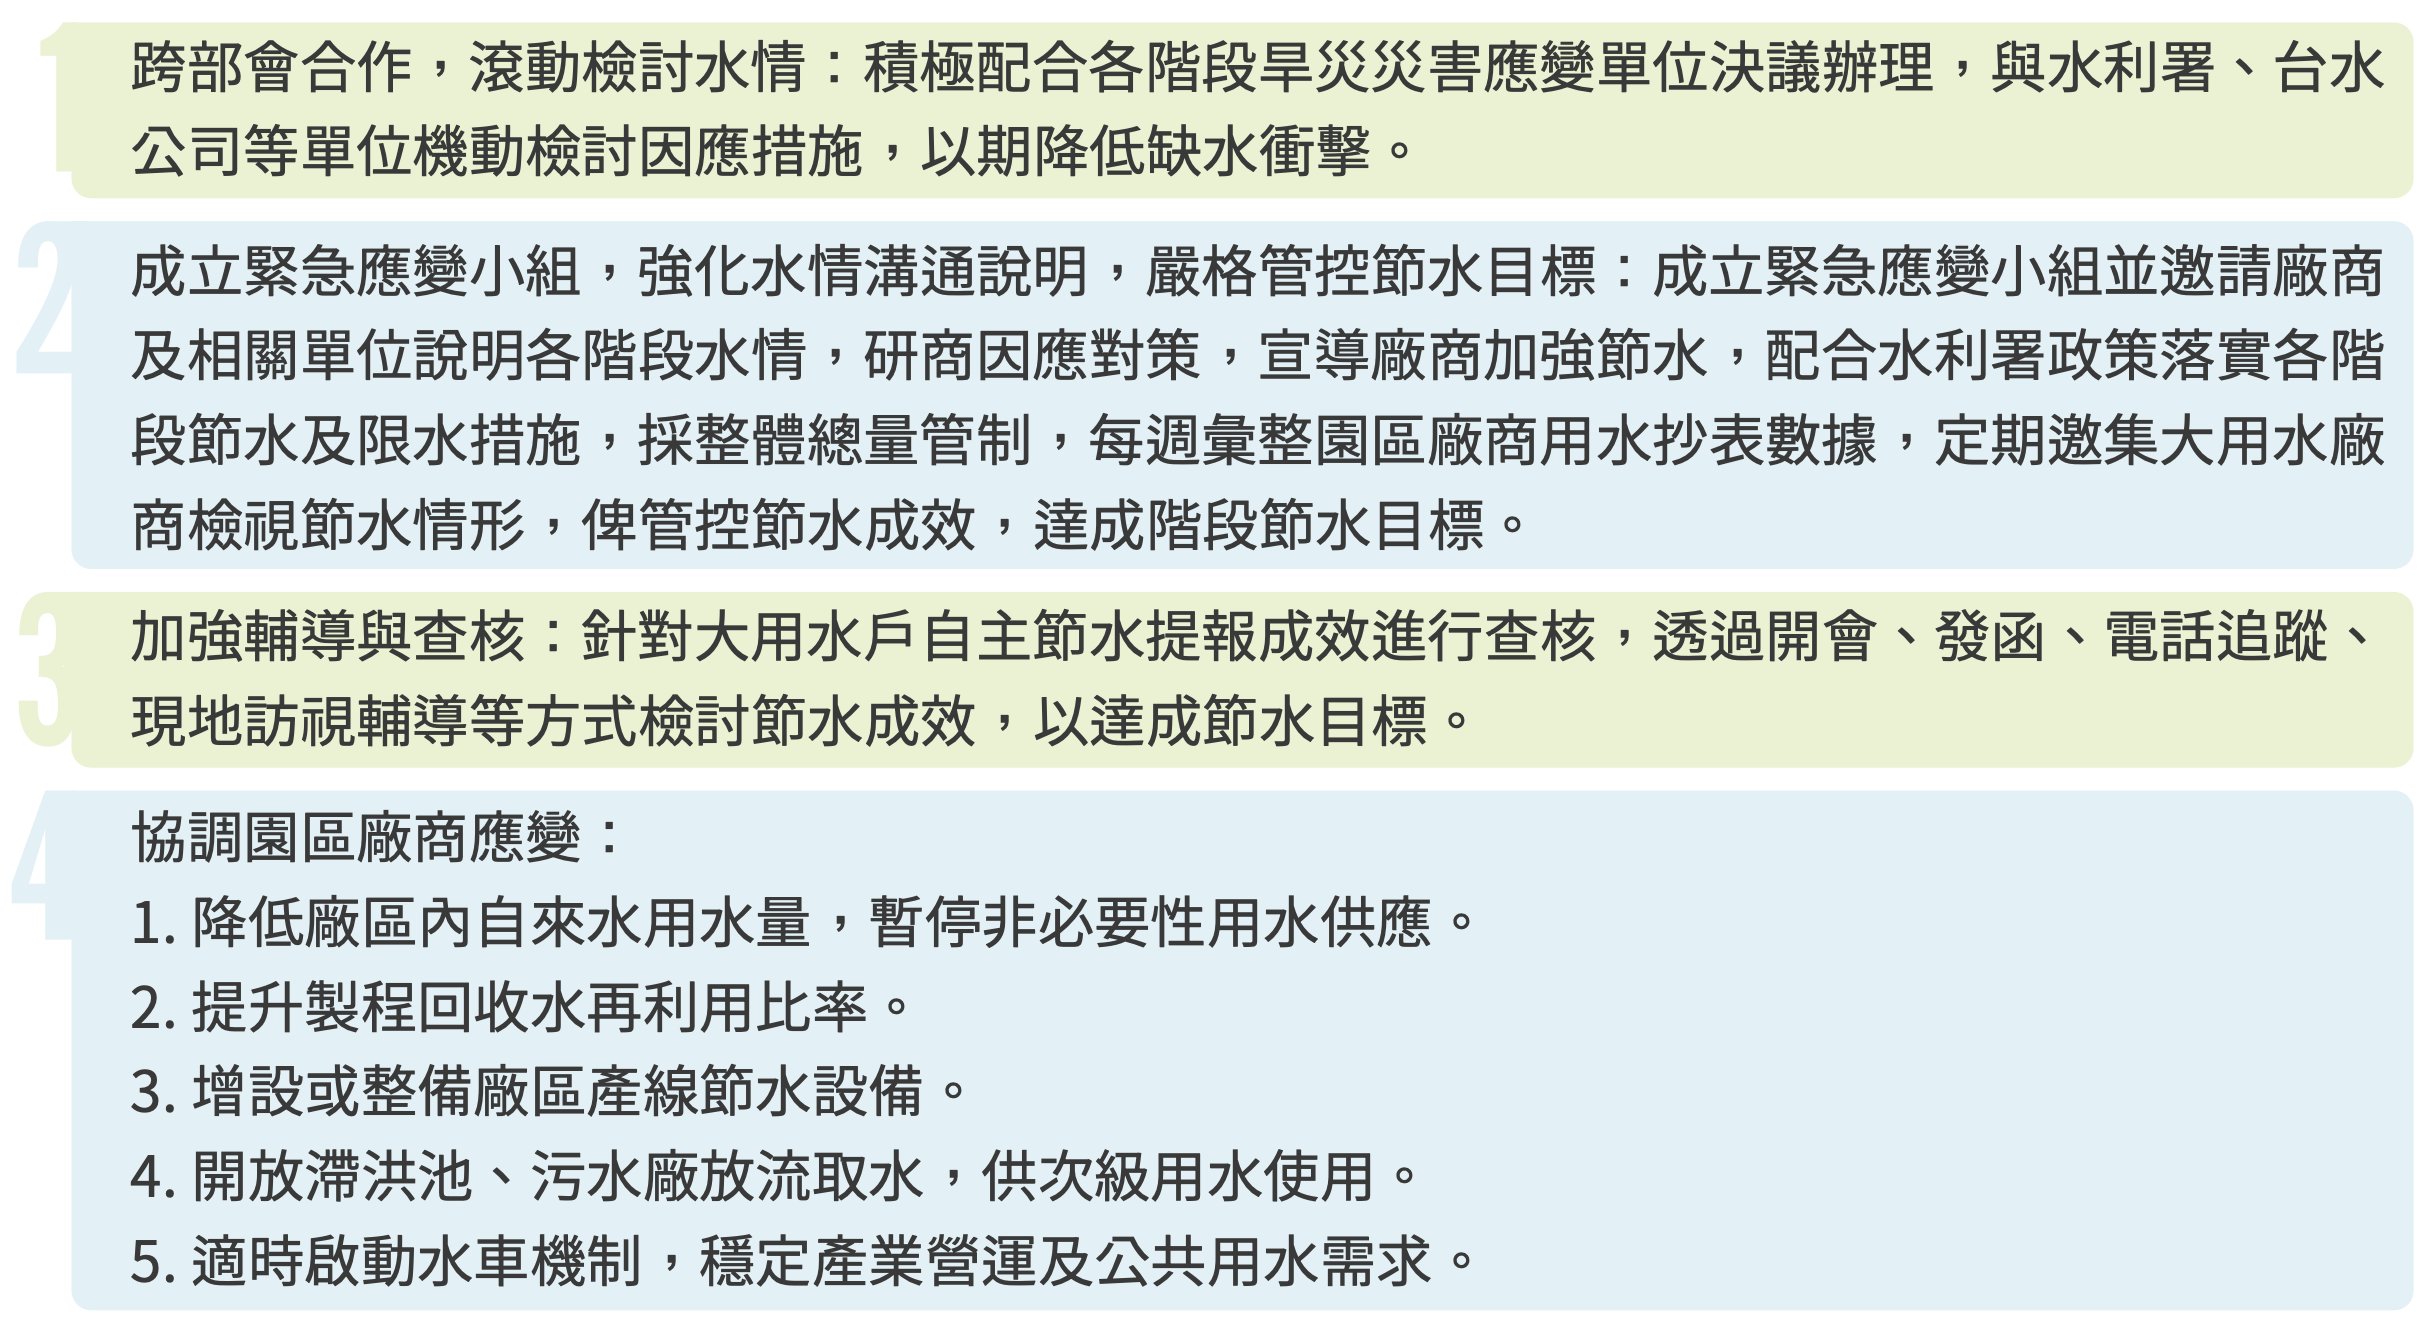 1
跨部會合作，滾動檢討水情：積極配合各階段旱災災害應變單位決議辦理，與水利署、台水
公司等單位機動檢討因應措施，以期降低缺水衝擊。
2
成立緊急應變小組，強化水情溝通說明，嚴格管控節水目標：成立緊急應變小組並邀請廠商
及相關單位說明各階段水情，研商因應對策，宣導廠商加強節水，配合水利署政策落實各階
段節水及限水措施，採整體總量管制，每週彙整園區廠商用水抄表數據，定期邀集大用水廠
商檢視節水情形，俾管控節水成效，達成階段節水目標。
3
加強輔導與查核：針對大用水戶自主節水提報成效進行查核，透過開會、發函、電話追蹤、
現地訪視輔導等方式檢討節水成效，以達成節水目標。
4
協調園區廠商應變：
1. 降低廠區內自來水用水量，暫停非必要性用水供應。
2. 提升製程回收水再利用比率。
3. 增設或整備廠區產線節水設備。
4. 開放滯洪池、污水廠放流取水，供次級用水使用。
5. 適時啟動水車機制，穩定產業營運及公共用水需求。